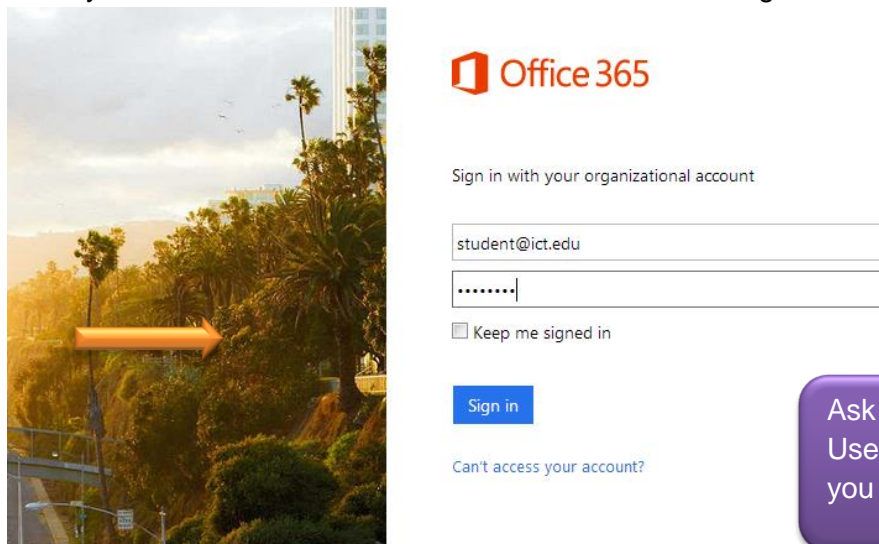 Office 365
Sign in with your organizational account
student@ict.edu
••••••••
Keep me signed in
Sign in
Can't access your account?
Ask
Use
you